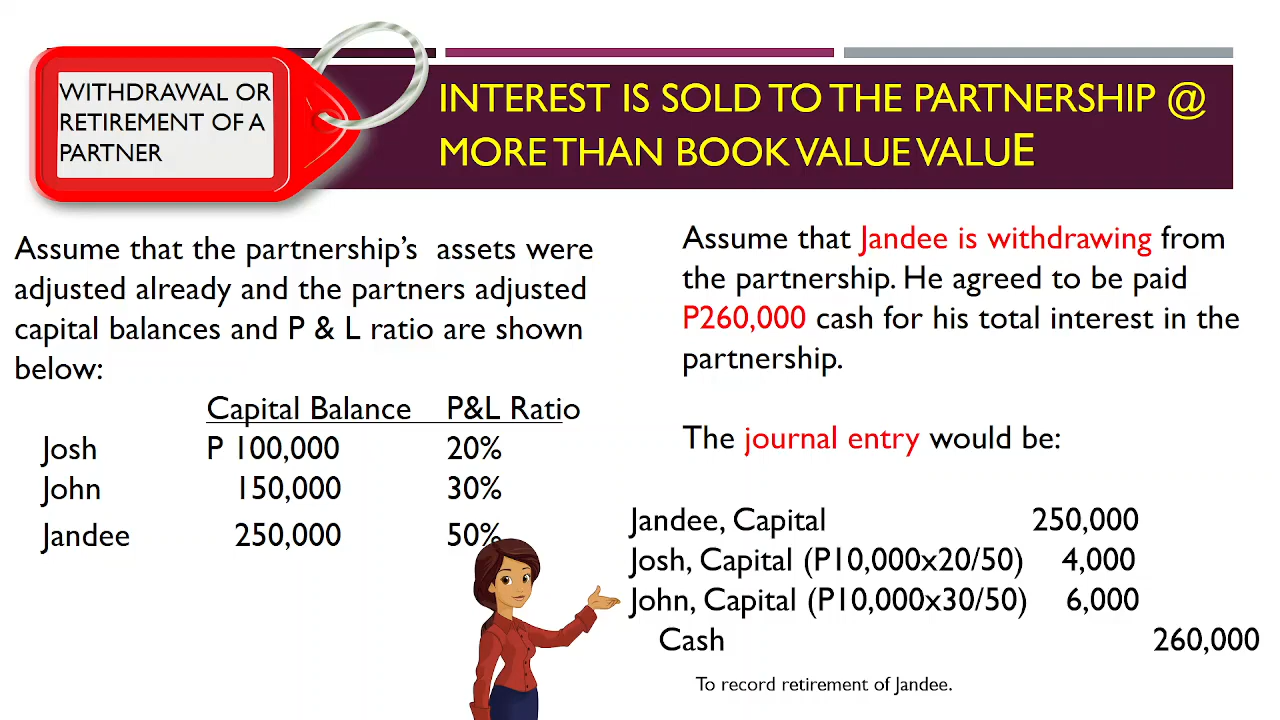 WITHDRAWAL OR
RETIREMENT OF A
PARTNER
INTEREST IS SOLD TO THE PARTNERSHIP @
MORE THAN BOOK VALUE VALUE
Assume that the partnership's assets were
adjusted already and the partners adjusted
capital balances and P & L ratio are shown
below:
Capital Balance P&L Ratio
Josh P 100,000 20%
John 150,000 30%
Jandee 250,000 50%
Assume that Jandee is withdrawing from
the partnership. He agreed to be paid
P260,000 cash for his total interest in the
partnership.
The journal entry would be:
Jandee, Capital 250,000
Josh, Capital (P10,000x20/50) 4,000
John, Capital (P10,000x30/50) 6,000
Cash 260,000
To record retirement of Jandee.